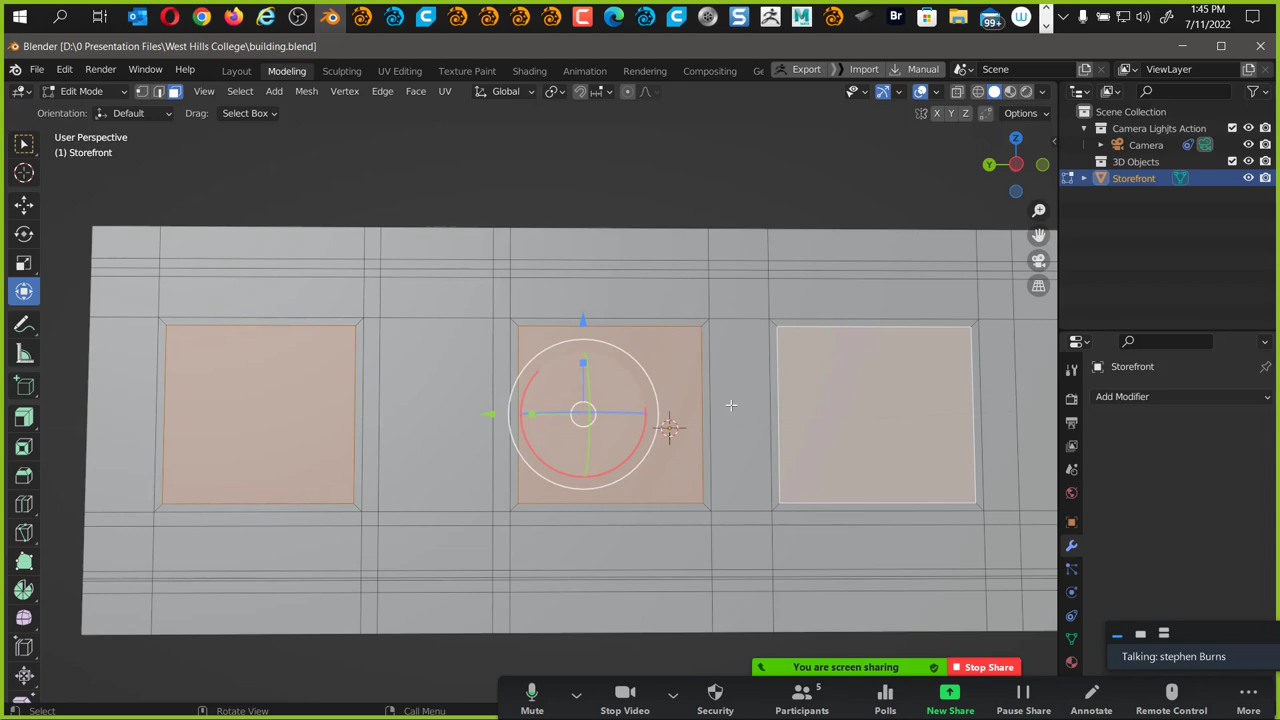 99+
W
Br
1:45 PM
7/11/2022
Blender [D:\0 Presentation Files\West Hills College\building.blend]
File Edit Render Window Help Layout Modeling Sculpting UV Editing Texture Paint Shading Animation Rendering Compositing Ge Export Import Manual Scene ViewLayer
Edit Mode View Select Add Mesh Vertex Edge Face UV Global
Orientation: Default Drag: Select Box X Y Z Options
User Perspective
(1) Storefront
Z
Y
Scene Collection
Camera Lighjts Action
Camera
3D Objects
Storefront
Storefront
Add Modifier
Talking: stephen Burns
You are screen sharing Stop Share
Select Rotate View Call Menu
5
Mute Stop Video Security Participants Polls New Share Pause Share Annotate Remote Control More